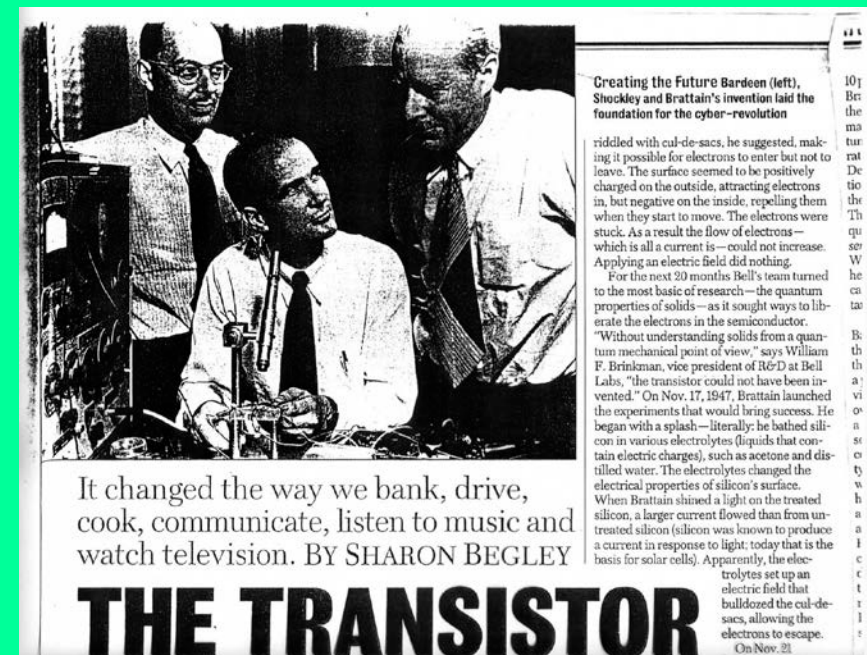 It changed the way we bank, drive,
cook, communicate, listen to music and
watch television. BY SHARON BEGLEY
THE TRANSISTOR
Creating the Future Bardeen (left),
Shockley and Brattain's invention laid the
foundation for the cyber-revolution
riddled with cul-de-sacs, he suggested, mak-
ing it possible for electrons to enter but not to
leave. The surface seemed to be positively
charged on the outside, attracting electrons
in, but negative on the inside, repelling them
when they start to move. The electrons were
stuck. As a result the flow of electrons—
which is all a current is—could not increase.
Applying an electric field did nothing.
For the next 20 months Bell's team turned
to the most basic of research—the quantum
properties of solids—as it sought ways to lib-
erate the electrons in the semiconductor.
"Without understanding solids from a quan-
tum mechanical point of view," says William
F. Brinkman, vice president of R&D at Bell
Labs, "the transistor could not have been in-
vented." On Nov. 17, 1947, Brattain launched
the experiments that would bring success. He
began with a splash—literally: he bathed sili-
con in various electrolytes (liquids that con-
tain electric charges), such as acetone and dis-
tilled water. The electrolytes changed the
electrical properties of silicon's surface.
When Brattain shined a light on the treated
silicon, a larger current flowed than from un-
treated silicon (silicon was known to produce
a current in response to light; today that is the
basis for solar cells). Apparently, the elec-
trolytes set up an
electric field that
bulldozed the cul-de-
sacs, allowing the
electrons to escape.
On Nov. 21